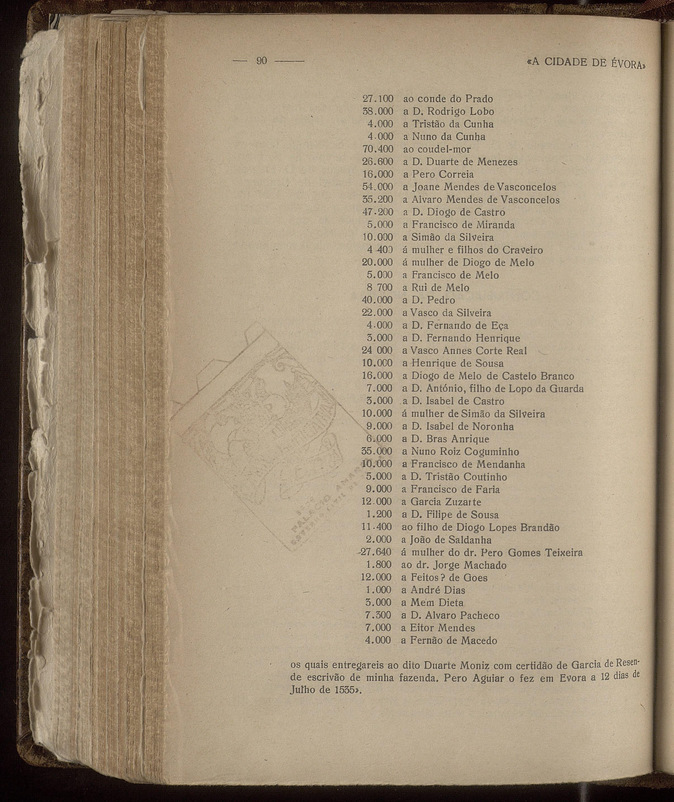 — 90 —
«A CIDADE DE ÉVORA»
27.100 ao conde do Prado
38.000 a D. Rodrigo Lobo
4.000 a Tristão da Cunha
4.000 a Nuno da Cunha
70.400 ao coudel-mor
26.600 a D. Duarte de Menezes
16.000 a Pero Correia
54.000 a Joane Mendes de Vasconcelos
35.200 a Alvaro Mendes de Vasconcelos
47.200 a D. Diogo de Castro
5.000 a Francisco de Miranda
10.000 a Simão da Silveira
4 400 á mulher e filhos do Craveiro
20.000 á mulher de Diogo de Melo
5.000 a Francisco de Melo
8 700 a Rui de Melo
40.000 a D. Pedro
22.000 a Vasco da Silveira
4.000 a D. Fernando de Eça
3.000 a D. Fernando Henrique
24 000 a Vasco Annes Corte Real
10.000 a Henrique de Sousa
16.000 a Diogo de Melo de Castelo Branco
7.000 a D. António, filho de Lopo da Guarda
3.000 a D. Isabel de Castro
10.000 á mulher de Simão da Silveira
9.000 a D. Isabel de Noronha
6.000 a D. Bras Anrique
35.000 a Nuno Roiz Coguminho
10.000 a Francisco de Mendanha
5.000 a D. Tristão Coutinho
9.000 a Francisco de Faria
12.000 a Garcia Zuzarte
1.200 a D. Filipe de Sousa
11.400 ao filho de Diogo Lopes Brandão
2.000 a João de Saldanha
27.640 á mulher do dr. Pero Gomes Teixeira
1.800 ao dr. Jorge Machado
12.000 a Feitos? de Goes
1.000 a André Dias
3.000 a Mem Dieta
7.300 a D. Alvaro Pacheco
7.000 a Eitor Mendes
4.000 a Fernão de Macedo
os quais entregareis ao dito Duarte Moniz com certidão de Garcia de Resen-
de escrivão de minha fazenda. Pero Aguiar o fez em Evora a 12 dias de
Julho de 1535».